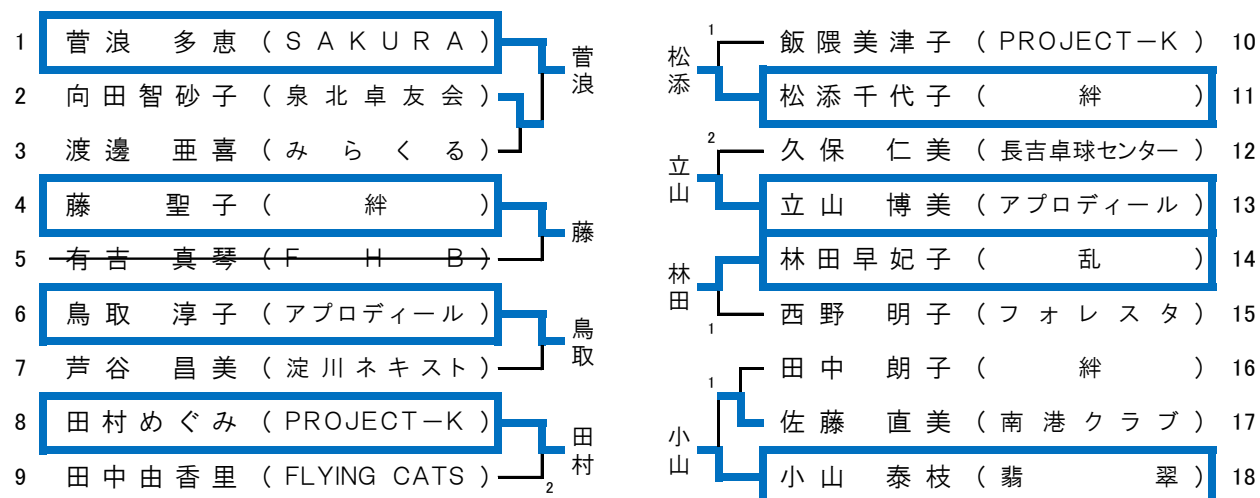 1 菅浪 多恵 (SAKURA)
2 向田智砂子 (泉北卓友会)
3 渡邊 亜喜 (みらくる)
菅浪
4 藤 聖子 (絆)
5 有吉 真琴 (FHB)
藤
6 鳥取 淳子 (アプロディール)
7 芦谷 昌美 (淀川ネキスト)
鳥取
8 田村めぐみ (PROJECT-K)
9 田中由香里 (FLYING CATS)
田村
2
松添
1
飯隈美津子 (PROJECT-K) 10
松添千代子 (絆) 11
立山
2
久保 仁美 (長吉卓球センター) 12
立山 博美 (アプロディール) 13
林田
林田早妃子 (乱) 14
西野 明子 (フォレスタ) 15
1
小山
1
田中 朗子 (絆) 16
佐藤 直美 (南港クラブ) 17
小山 泰枝 (翡翠) 18